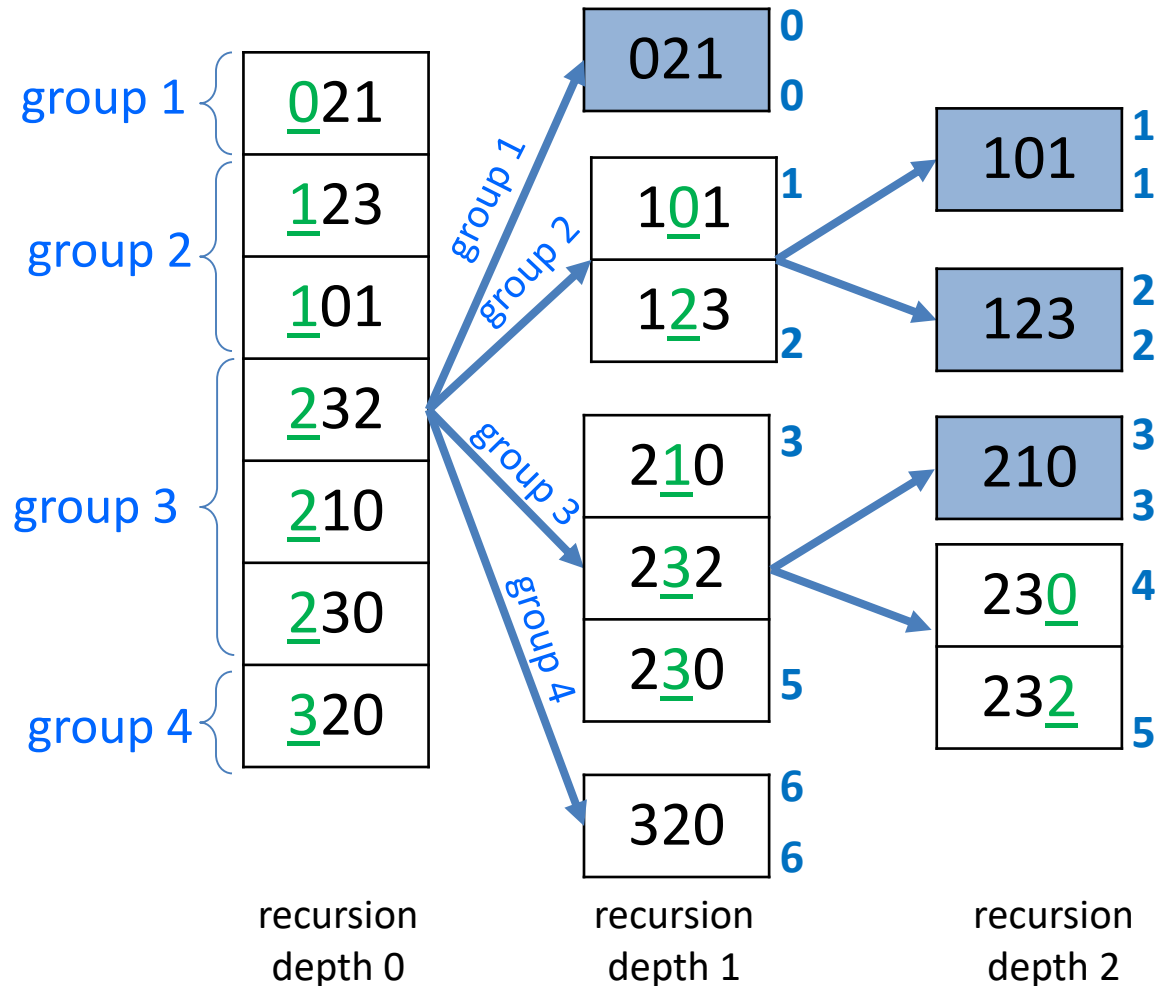 group 1
group 2
group 3
group 4
021
123
101
232
210
230
320
recursion
depth 0
group 1
group 2
group 3
group 4
021
0
0
101
123
1
2
210
232
230
3
5
320
6
6
recursion
depth 1
101
1
1
123
2
2
210
3
3
230
232
4
5
recursion
depth 2